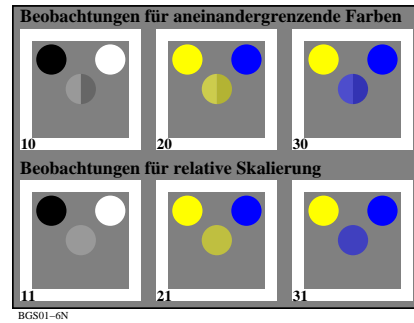 Beobachtungen für aneinandergrenzende Farben
10 20 30
Beobachtungen für relative Skalierung
11 21 31
BGS01−6N